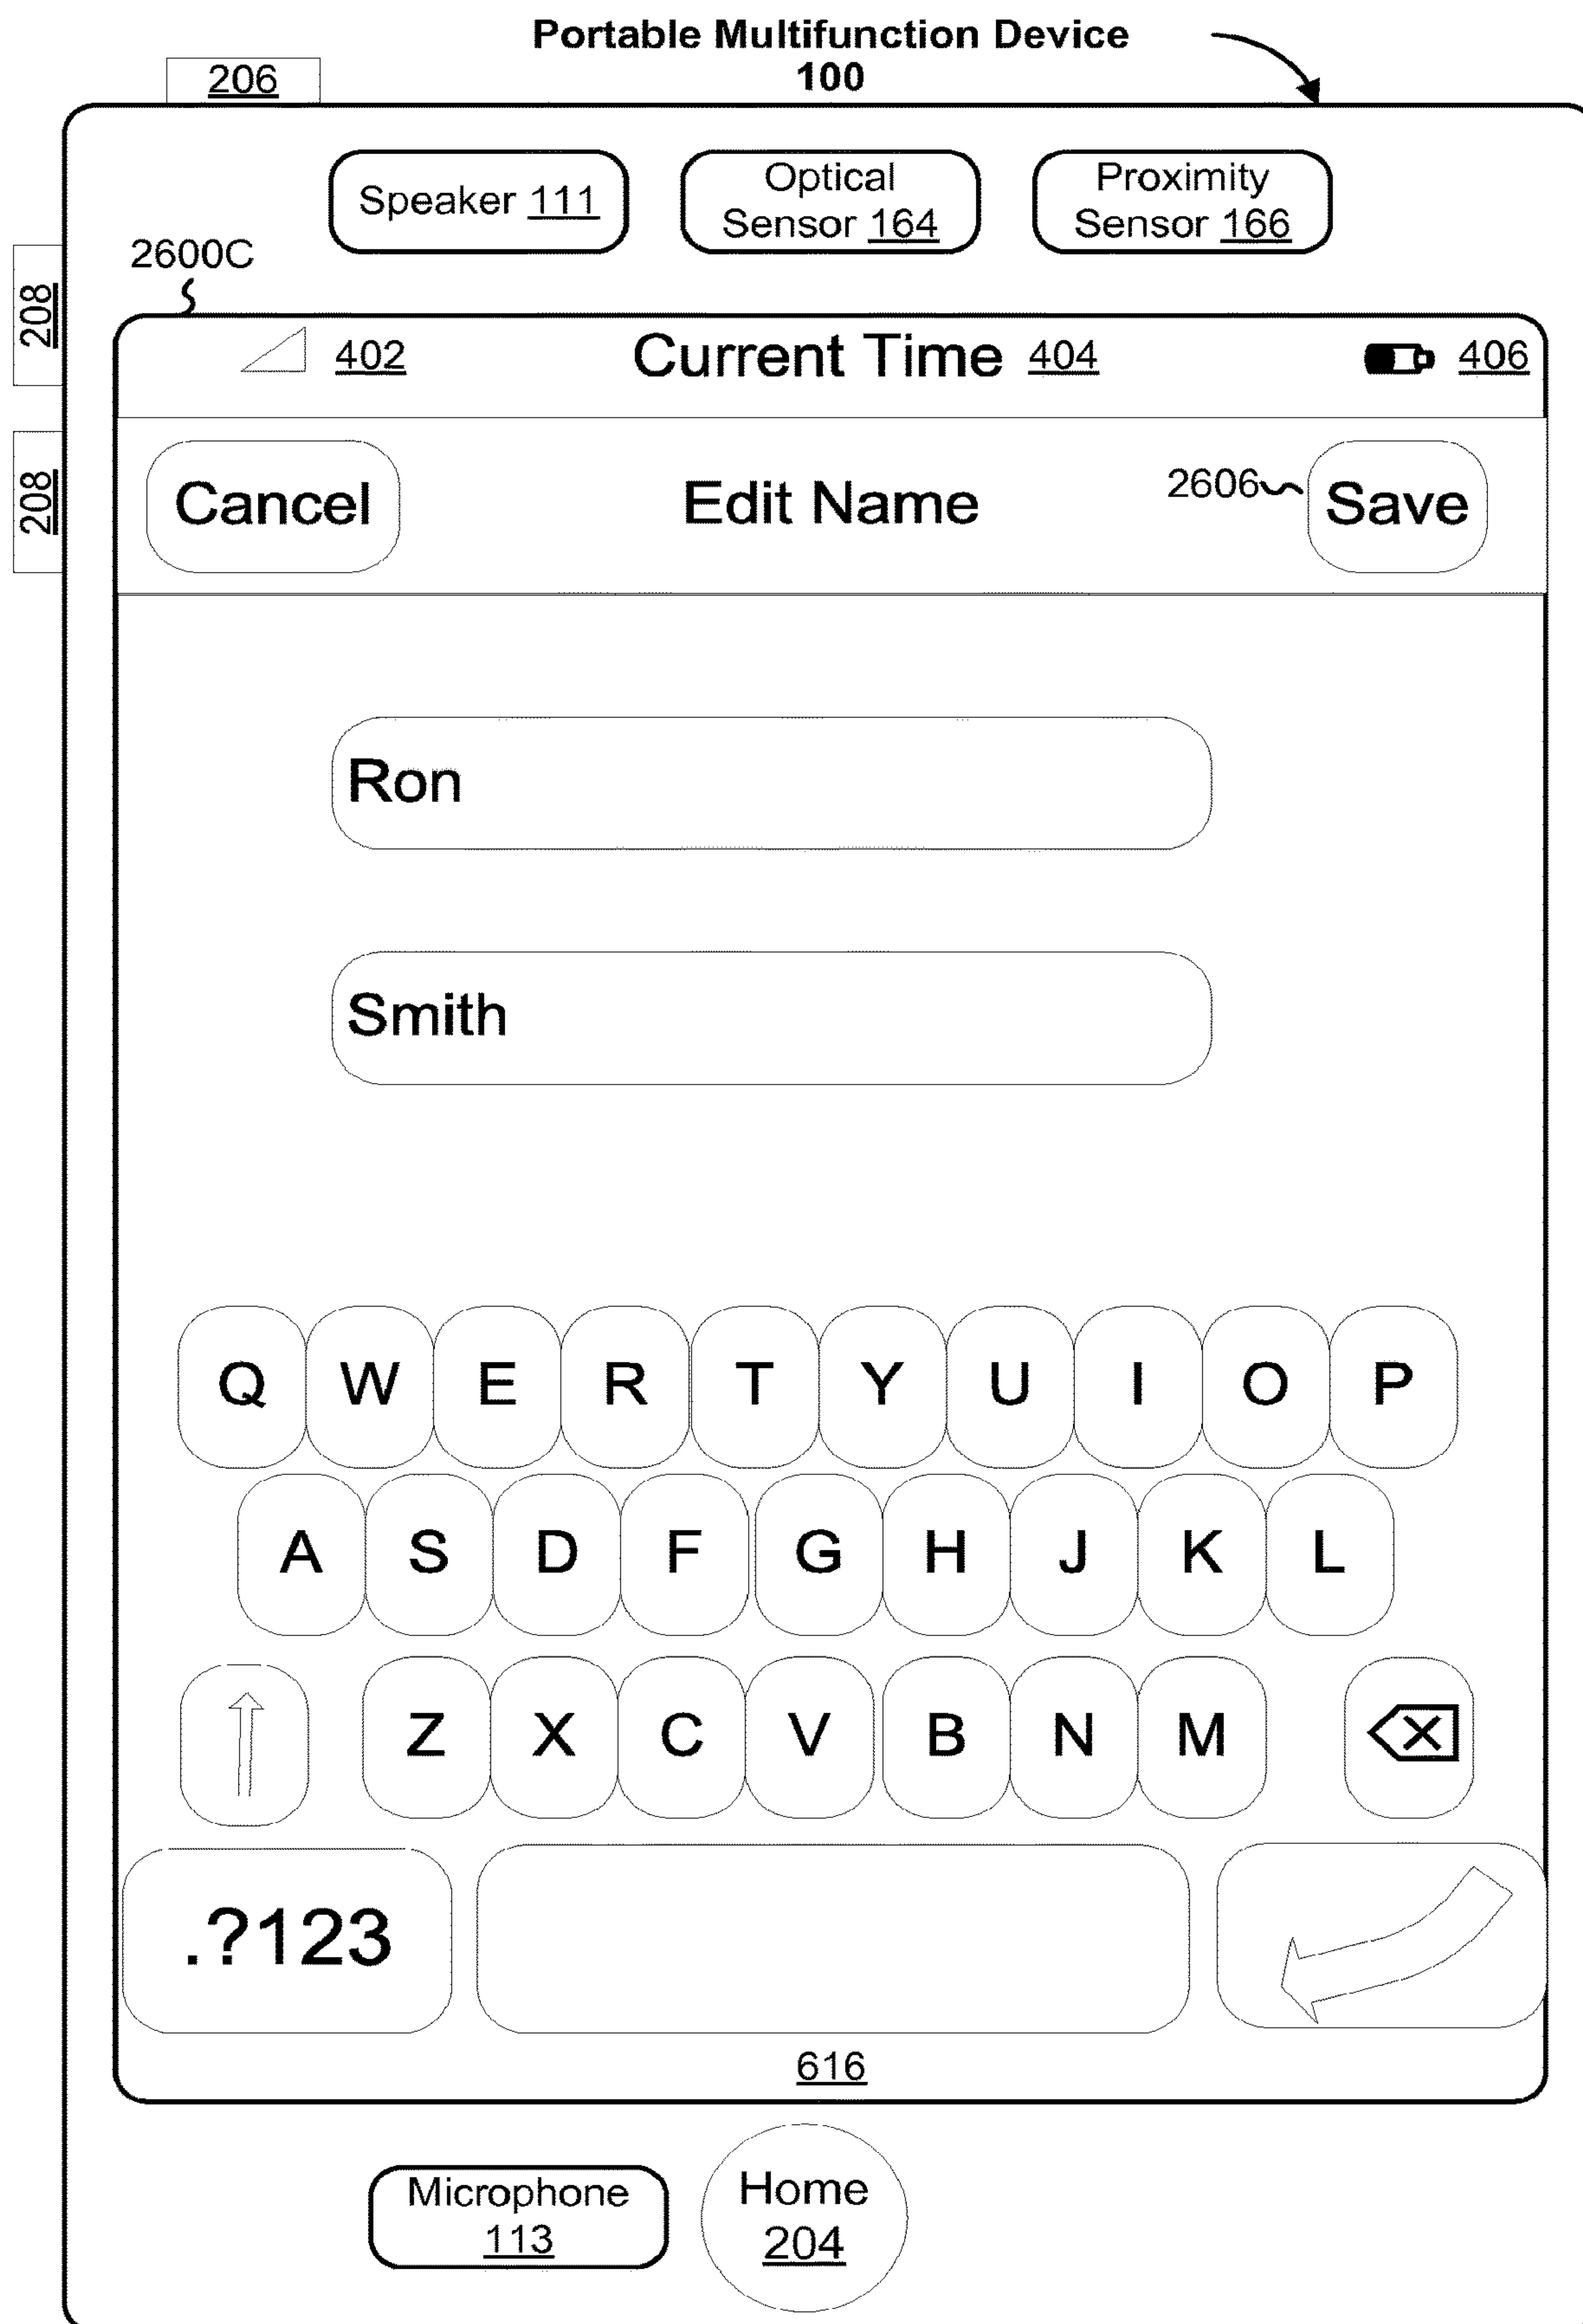 Portable Multifunction Device
100
206
Speaker 111
Optical
Sensor 164
Proximity
Sensor 166
2600C
208
402 Current Time 404 406
208
Cancel Edit Name 2606 Save
Ron
Smith
Q W E R T Y U I O P
A S D F G H J K L
Z X C V B N M
.?123
616
Microphone
113
Home
204